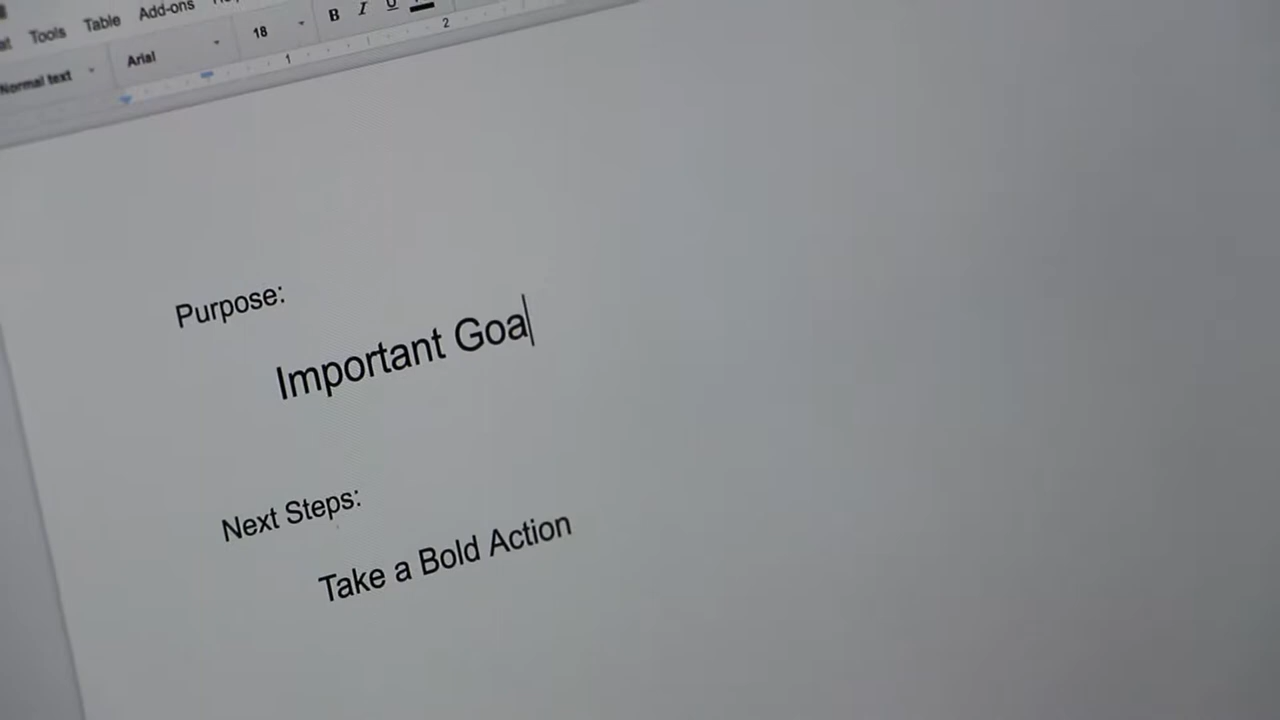 Tools Table Add-ons
Normal text Arial 18 B I U
1 2
Purpose:
Important Goa
Next Steps:
Take a Bold Action